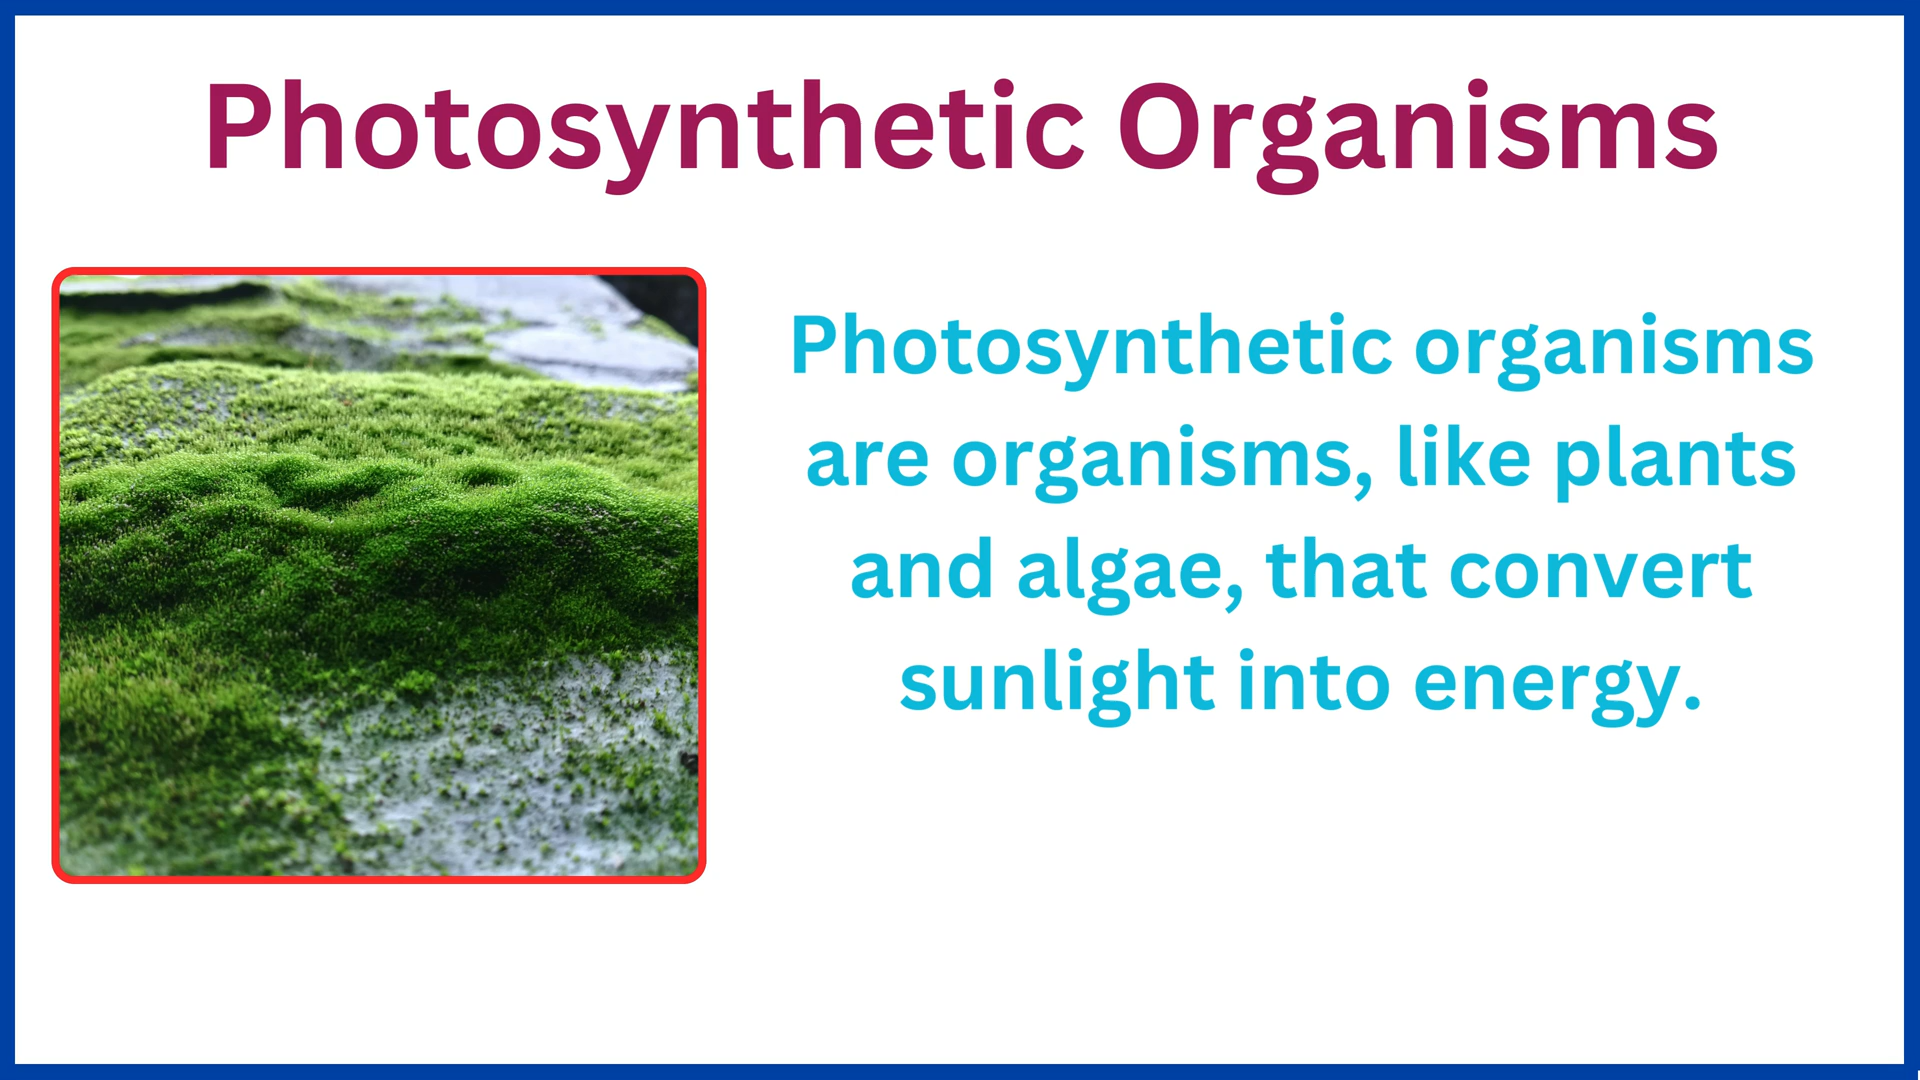 Photosynthetic Organisms
Photosynthetic organisms
are organisms, like plants
and algae, that convert
sunlight into energy.